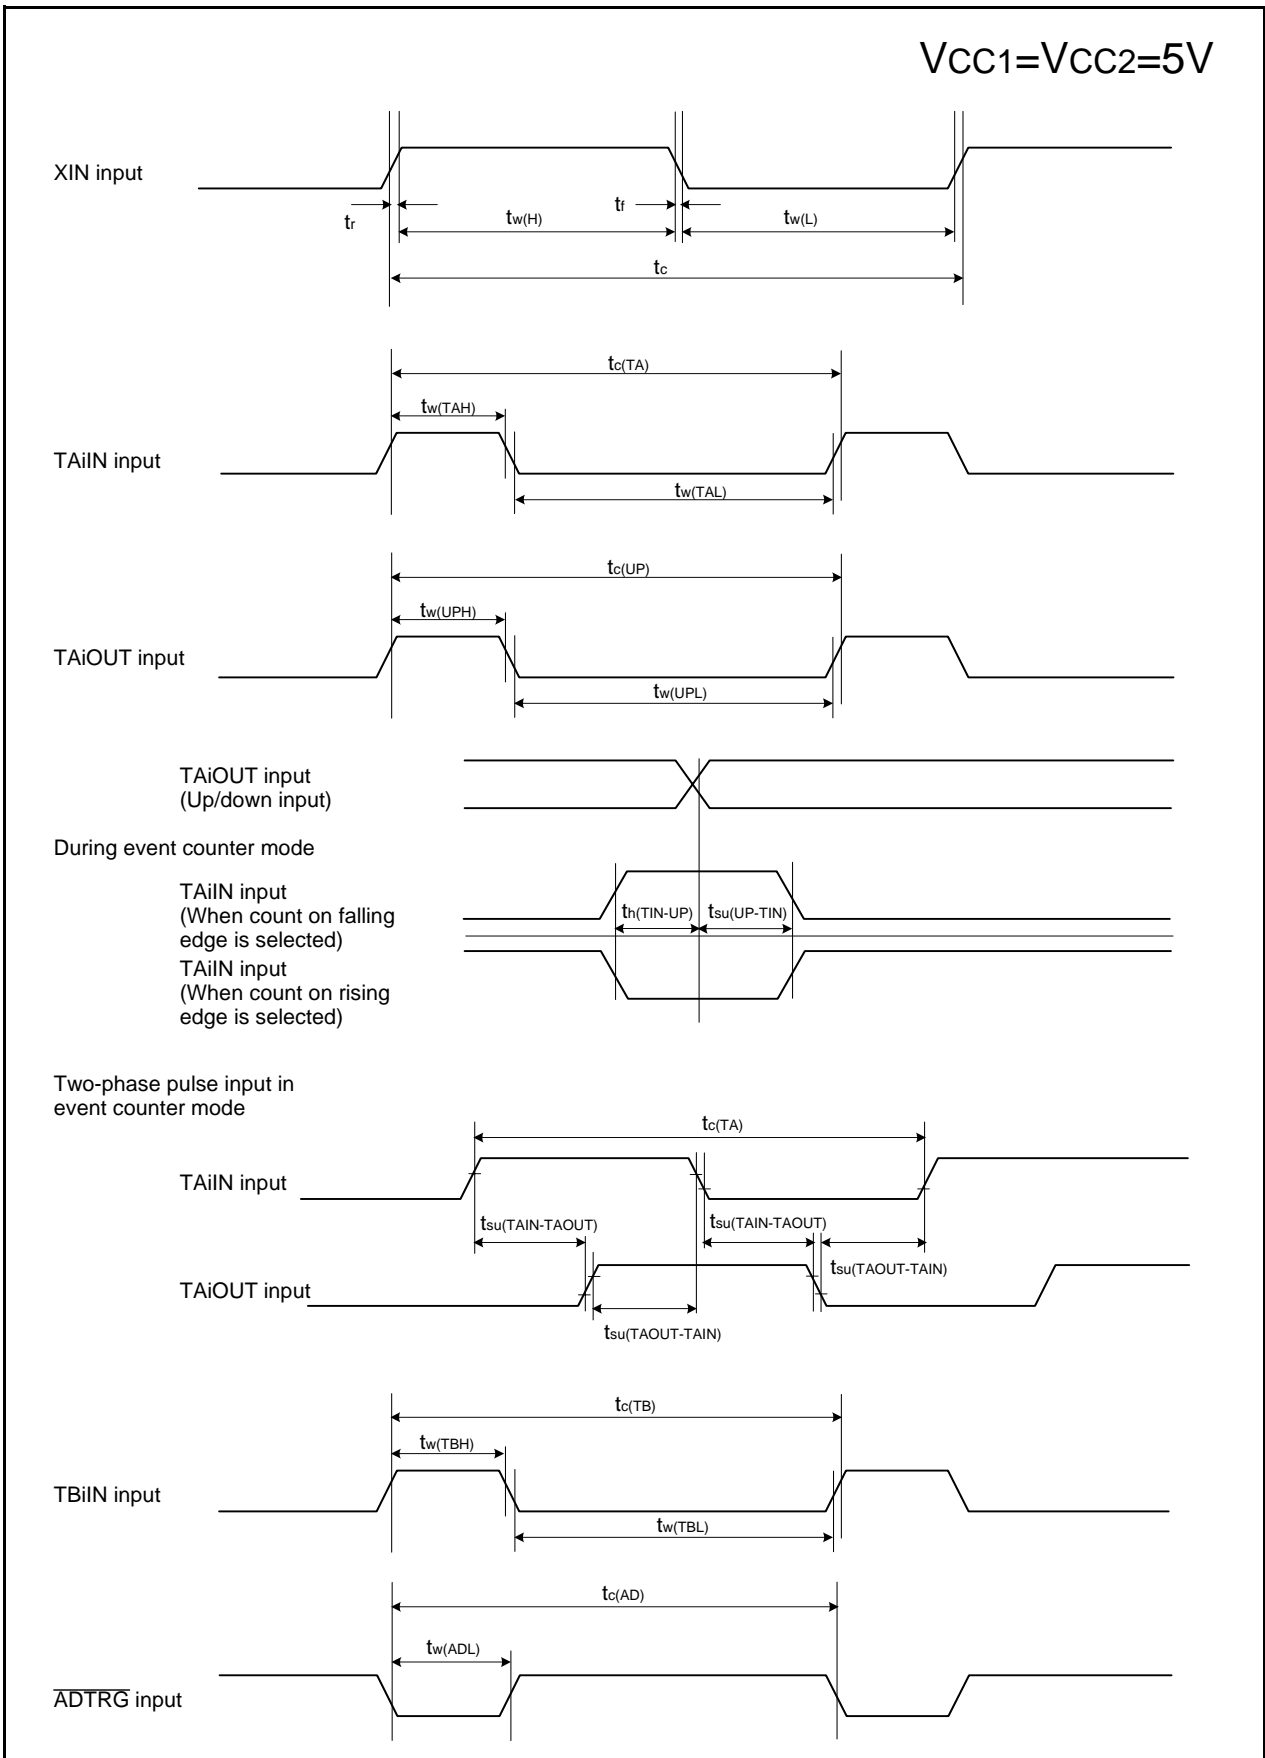 VCC1=VCC2=5V
XIN input
tr
tw(H)
tf
tw(L)
tc
tc(TA)
tw(TAH)
TAiIN input
tw(TAL)
tc(UP)
tw(UPH)
TAiOUT input
tw(UPL)
TAiOUT input
(Up/down input)
During event counter mode
TAiIN input
(When count on falling
edge is selected)
th(TIN-UP)
tsu(UP-TIN)
TAiIN input
(When count on rising
edge is selected)
Two-phase pulse input in
event counter mode
tc(TA)
TAiIN input
tsu(TAIN-TAOUT)
tsu(TAIN-TAOUT)
tsu(TAOUT-TAIN)
TAiOUT input
tsu(TAOUT-TAIN)
tc(TB)
tw(TBH)
TBiIN input
tw(TBL)
tc(AD)
tw(ADL)
ADTRG input